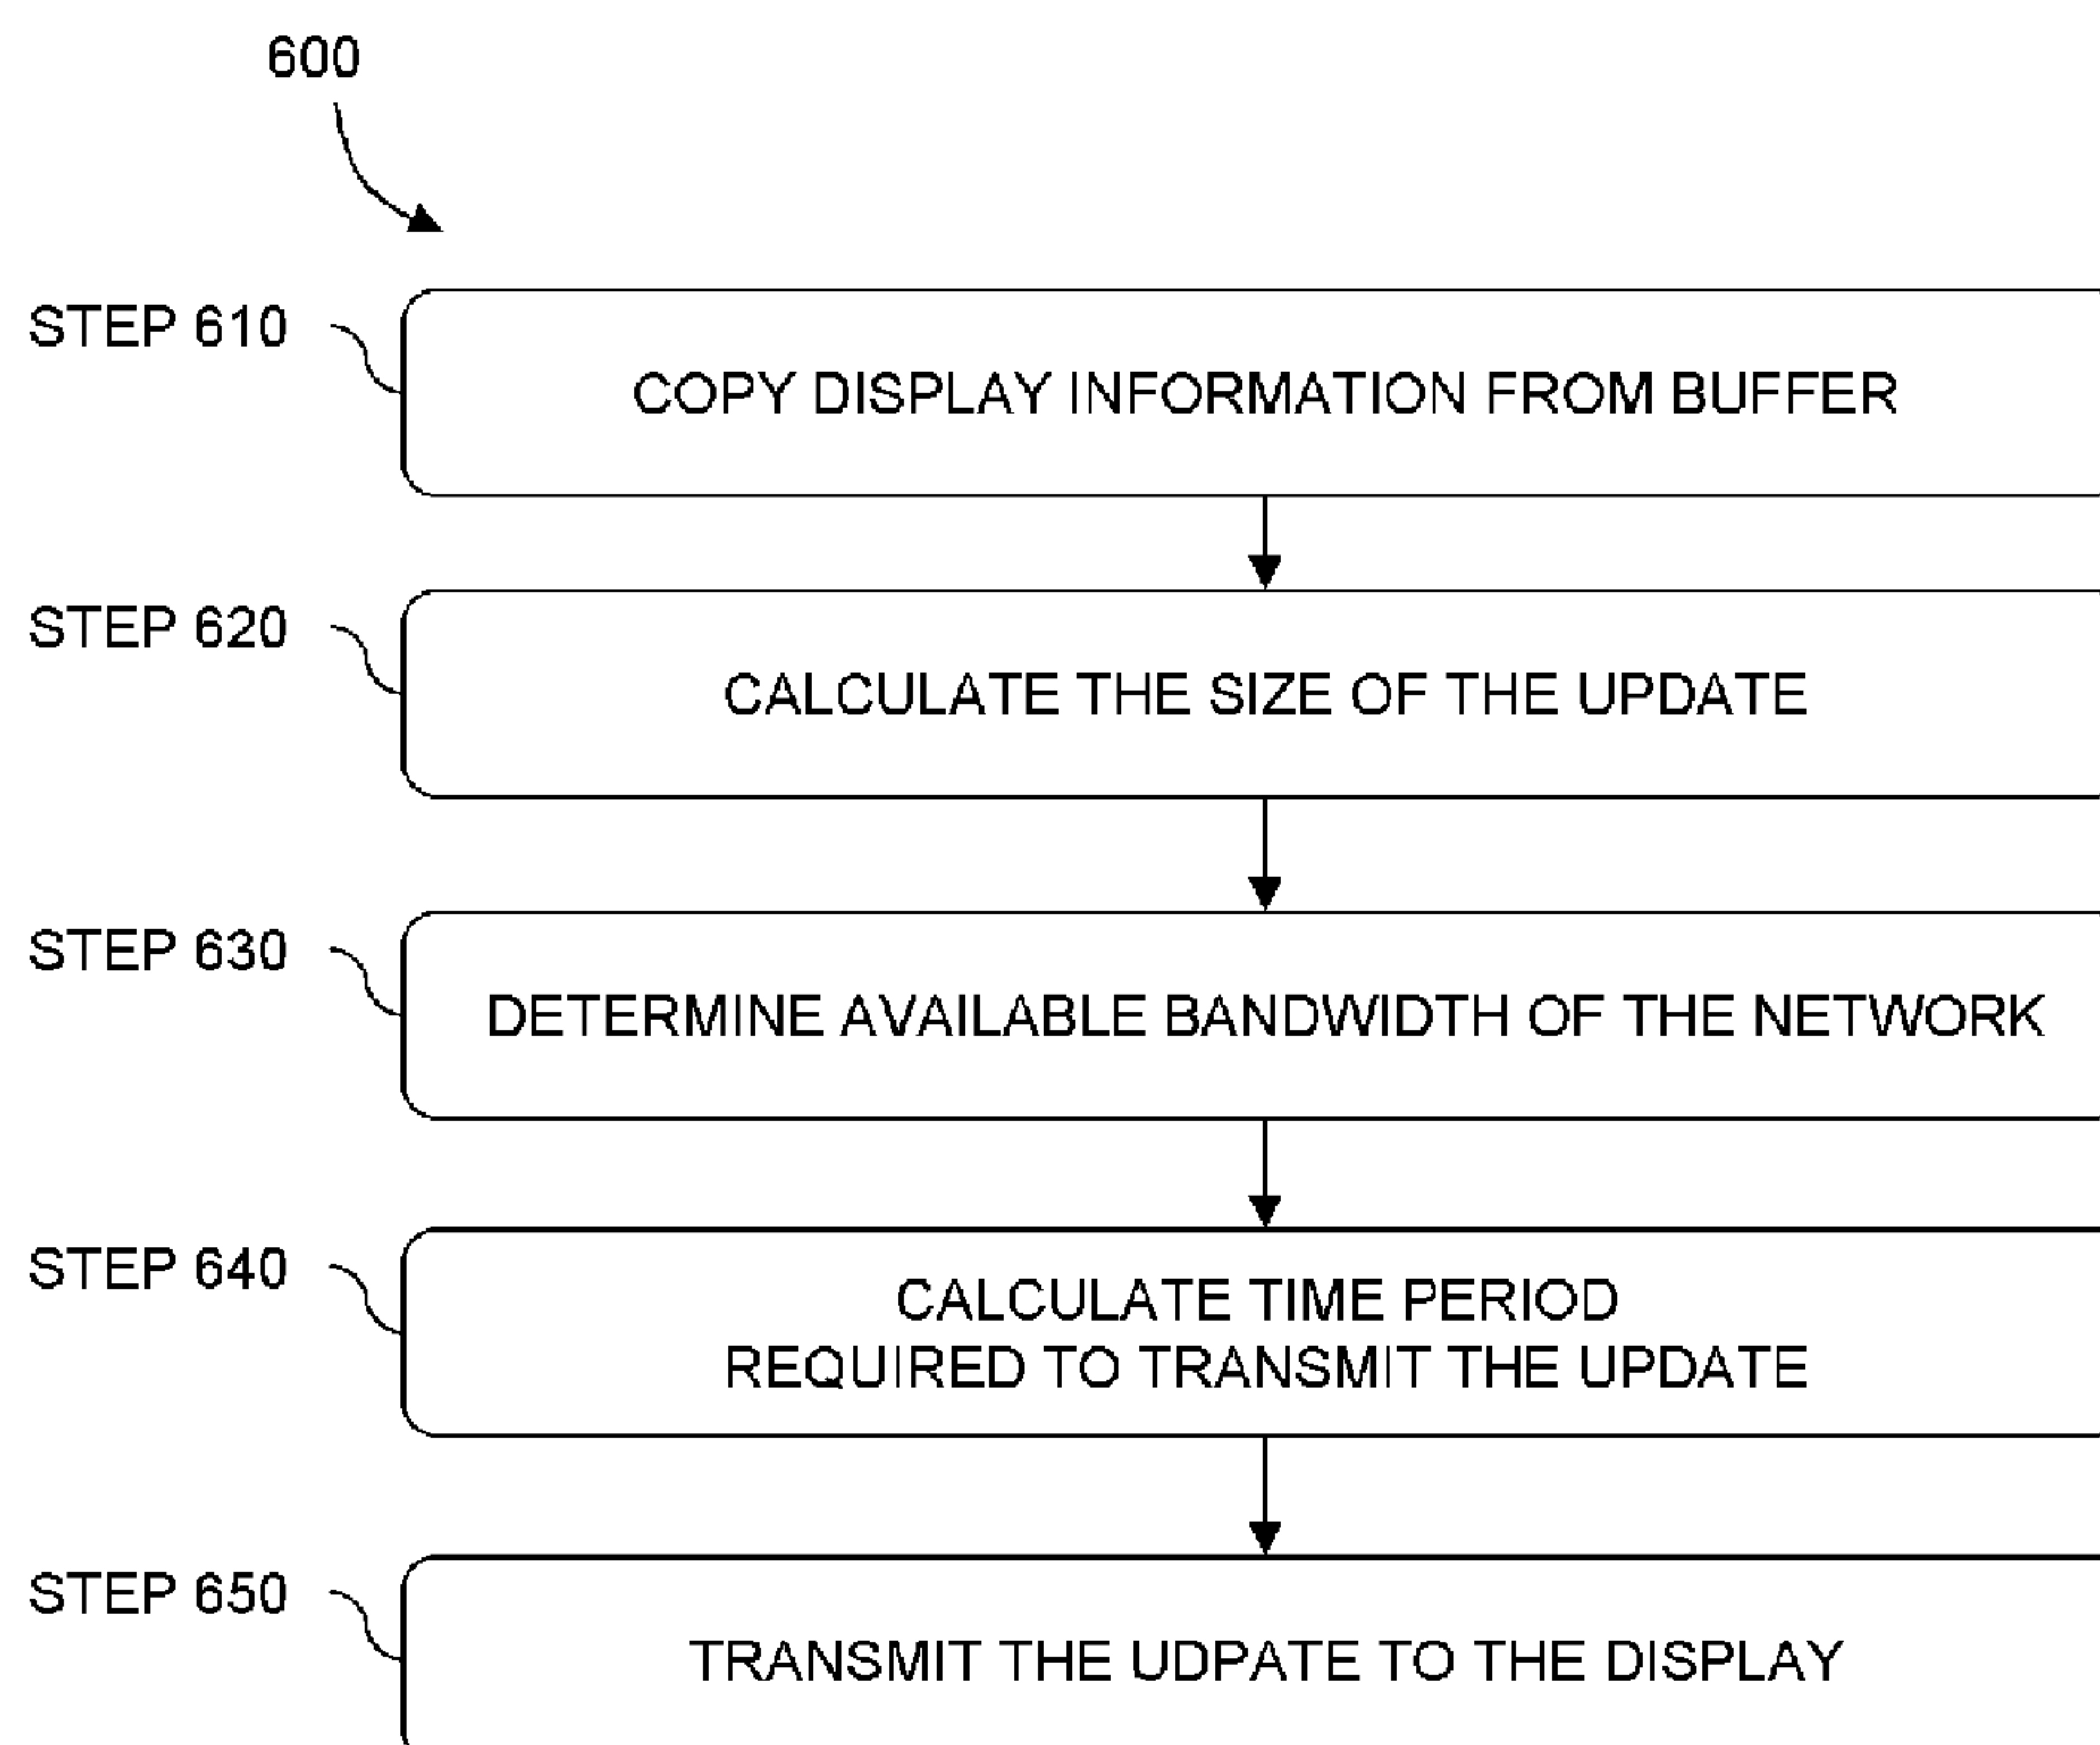 600
STEP 610
COPY DISPLAY INFORMATION FROM BUFFER
STEP 620
CALCULATE THE SIZE OF THE UPDATE
STEP 630
DETERMINE AVAILABLE BANDWIDTH OF THE NETWORK
STEP 640
CALCULATE TIME PERIOD
REQUIRED TO TRANSMIT THE UPDATE
STEP 650
TRANSMIT THE UDPATE TO THE DISPLAY